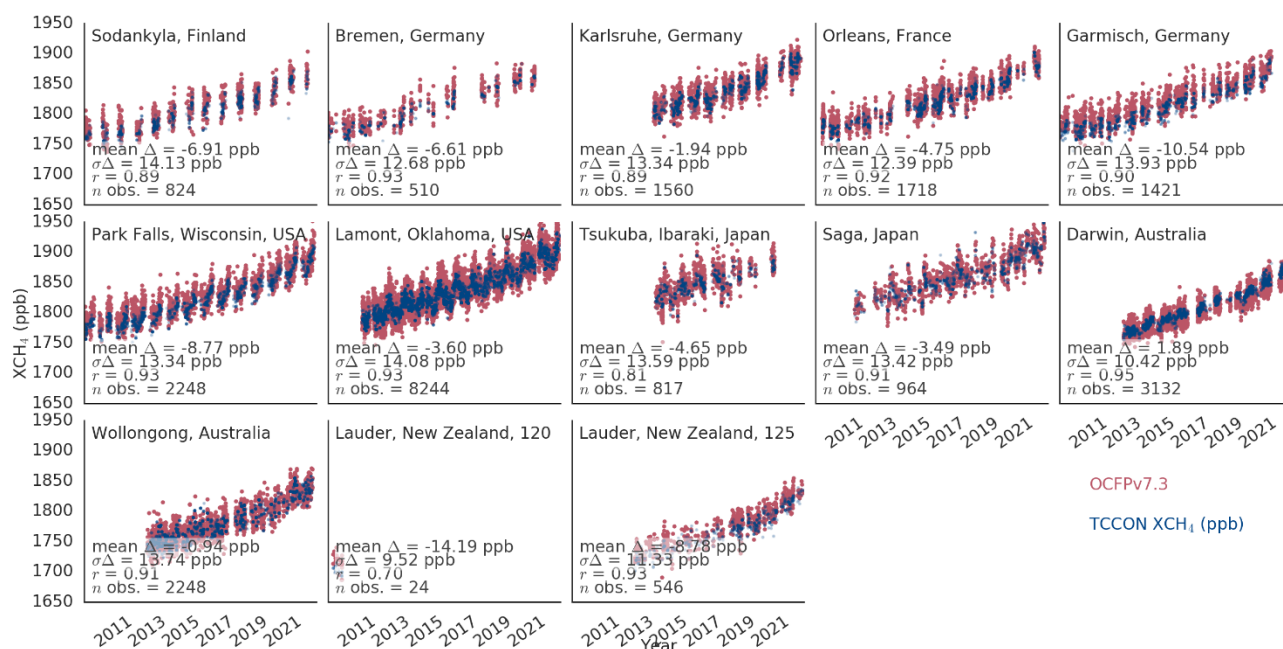 1950
1900
1850
1800
1750
1700
1650
Sodankyla, Finland
mean Δ = -6.91 ppb
σΔ = 14.13 ppb
r = 0.89
n obs. = 824
Bremen, Germany
mean Δ = -6.61 ppb
σΔ = 12.68 ppb
r = 0.93
n obs. = 510
Karlsruhe, Germany
mean Δ = -1.94 ppb
σΔ = 13.34 ppb
r = 0.89
n obs. = 1560
Orleans, France
mean Δ = -4.75 ppb
σΔ = 12.39 ppb
r = 0.92
n obs. = 1718
Garmisch, Germany
mean Δ = -10.54 ppb
σΔ = 13.93 ppb
r = 0.90
n obs. = 1421
XCH₄ (ppb)
1950
1900
1850
1800
1750
1700
1650
Park Falls, Wisconsin, USA
mean Δ = -8.77 ppb
σΔ = 13.34 ppb
r = 0.93
n obs. = 2248
Lamont, Oklahoma, USA
mean Δ = -3.60 ppb
σΔ = 14.08 ppb
r = 0.93
n obs. = 8244
Tsukuba, Ibaraki, Japan
mean Δ = -4.65 ppb
σΔ = 13.59 ppb
r = 0.81
n obs. = 817
Saga, Japan
mean Δ = -3.49 ppb
σΔ = 13.42 ppb
r = 0.91
n obs. = 964
2011 2013 2015 2017 2019 2021
Darwin, Australia
mean Δ = 1.89 ppb
σΔ = 10.42 ppb
r = 0.95
n obs. = 3132
2011 2013 2015 2017 2019 2021
1950
1900
1850
1800
1750
1700
1650
Wollongong, Australia
mean Δ = -0.94 ppb
σΔ = 13.74 ppb
r = 0.91
n obs. = 2248
2011 2013 2015 2017 2019 2021
Lauder, New Zealand, 120
mean Δ = -14.19 ppb
σΔ = 9.52 ppb
r = 0.70
n obs. = 24
2011 2013 2015 2017 2019 2021
Lauder, New Zealand, 125
mean Δ = -8.78 ppb
σΔ = 11.33 ppb
r = 0.93
n obs. = 546
2011 2013 2015 2017 2019 2021
Year
OCFPv7.3
TCCON XCH₄ (ppb)